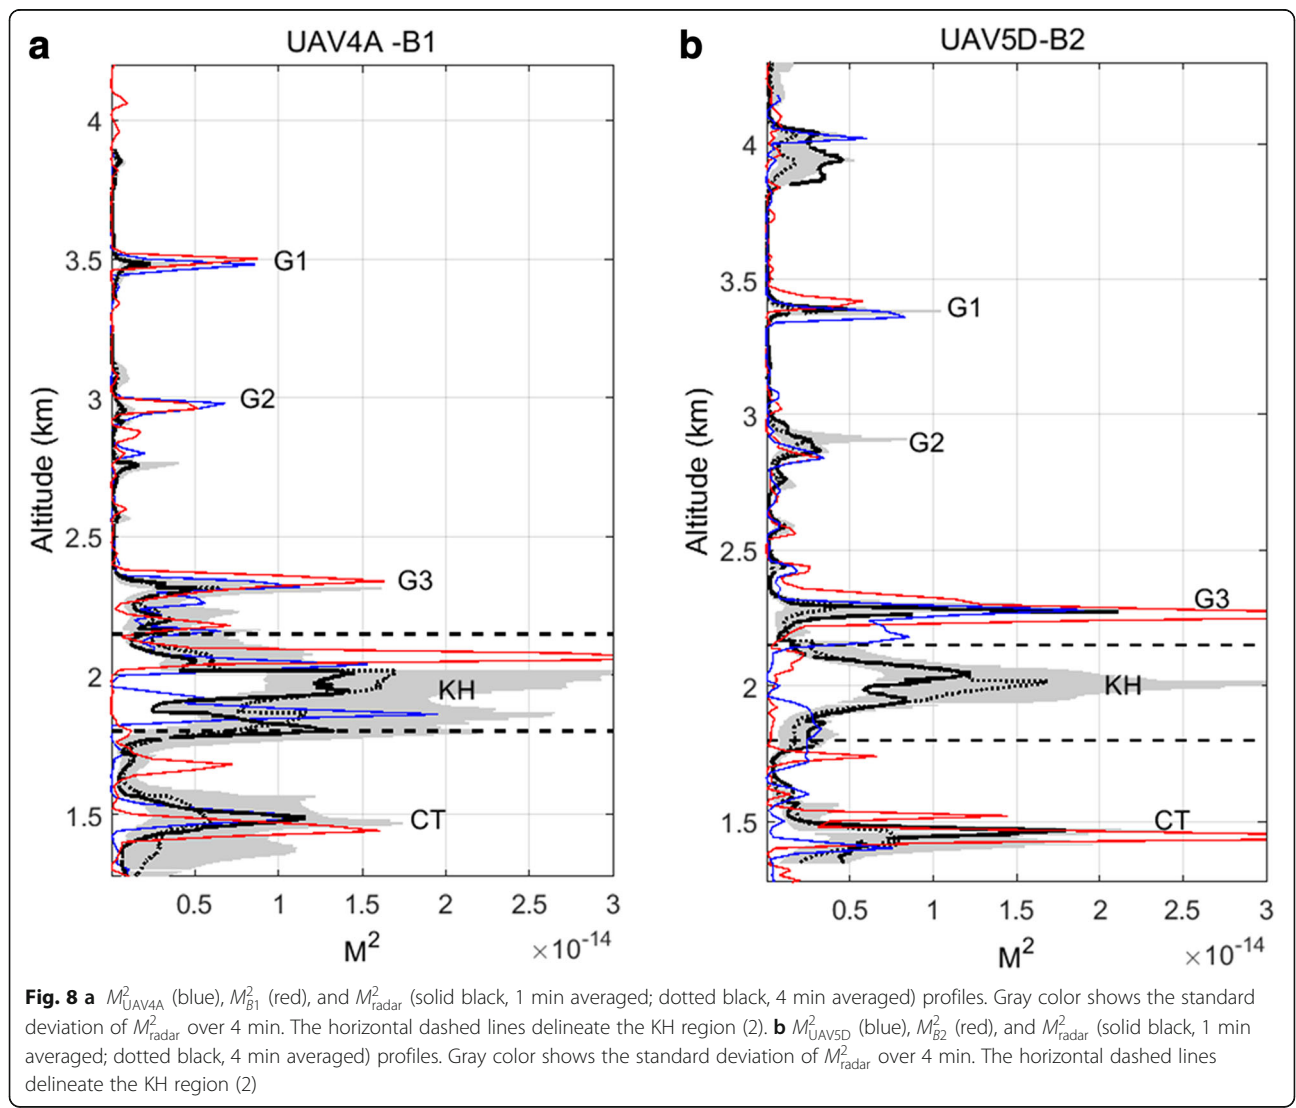 a
UAV4A -B1
4
3.5
3
2.5
2
1.5
Altitude (km)
G1
G2
G3
KH
CT
0.5 1 1.5 2 2.5 3
M²
×10⁻¹⁴
b
UAV5D-B2
4
3.5
3
2.5
2
1.5
Altitude (km)
G1
G2
G3
KH
CT
0.5 1 1.5 2 2.5 3
M²
×10⁻¹⁴
Fig. 8 a M²UAV4A (blue), M²B1 (red), and M²radar (solid black, 1 min averaged; dotted black, 4 min averaged) profiles. Gray color shows the standard
deviation of M²radar over 4 min. The horizontal dashed lines delineate the KH region (2). b M²UAV5D (blue), M²B2 (red), and M²radar (solid black, 1 min
averaged; dotted black, 4 min averaged) profiles. Gray color shows the standard deviation of M²radar over 4 min. The horizontal dashed lines
delineate the KH region (2)